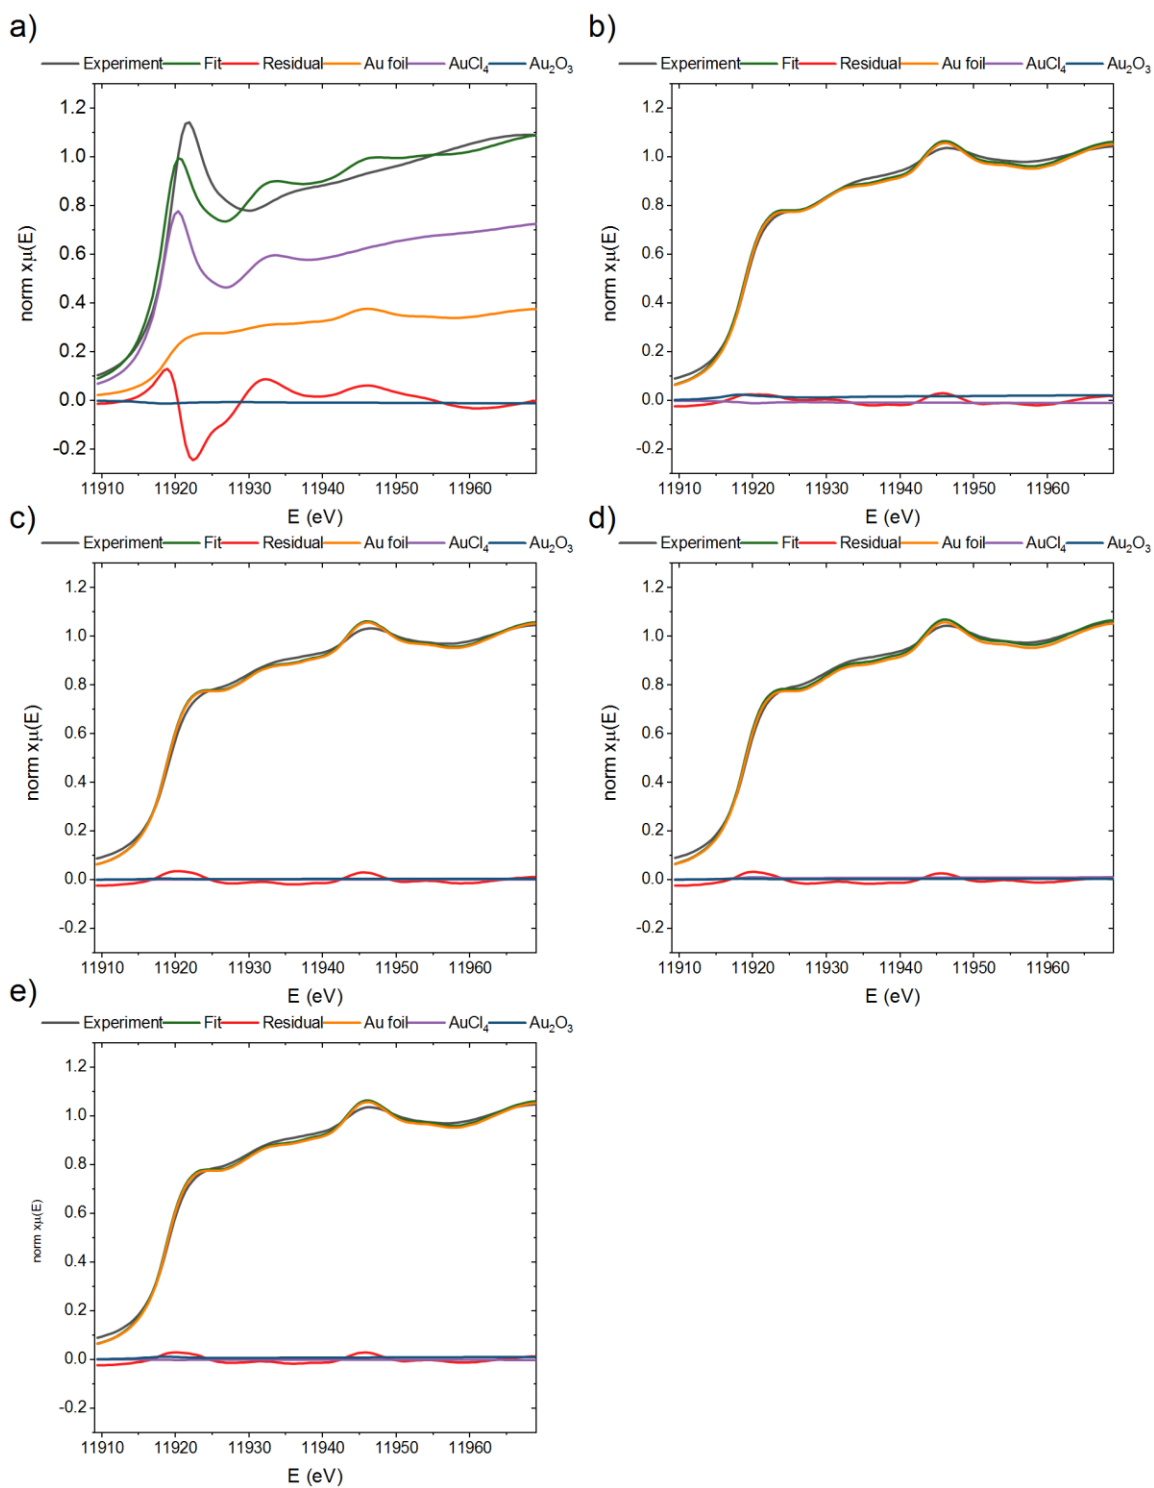 a)
Experiment Fit Residual Au foil AuCl₄ Au₂O₃
1.2
1.0
0.8
0.6
0.4
0.2
0.0
-0.2
norm xμ(E)
11910 11920 11930 11940 11950 11960
E (eV)
b)
Experiment Fit Residual Au foil AuCl₄ Au₂O₃
1.2
1.0
0.8
0.6
0.4
0.2
0.0
-0.2
norm xμ(E)
11910 11920 11930 11940 11950 11960
E (eV)
c)
Experiment Fit Residual Au foil AuCl₄ Au₂O₃
1.2
1.0
0.8
0.6
0.4
0.2
0.0
-0.2
norm xμ(E)
11910 11920 11930 11940 11950 11960
E (eV)
d)
Experiment Fit Residual Au foil AuCl₄ Au₂O₃
1.2
1.0
0.8
0.6
0.4
0.2
0.0
-0.2
norm xμ(E)
11910 11920 11930 11940 11950 11960
E (eV)
e)
Experiment Fit Residual Au foil AuCl₄ Au₂O₃
1.2
1.0
0.8
0.6
0.4
0.2
0.0
-0.2
norm xμ(E)
11910 11920 11930 11940 11950 11960
E (eV)